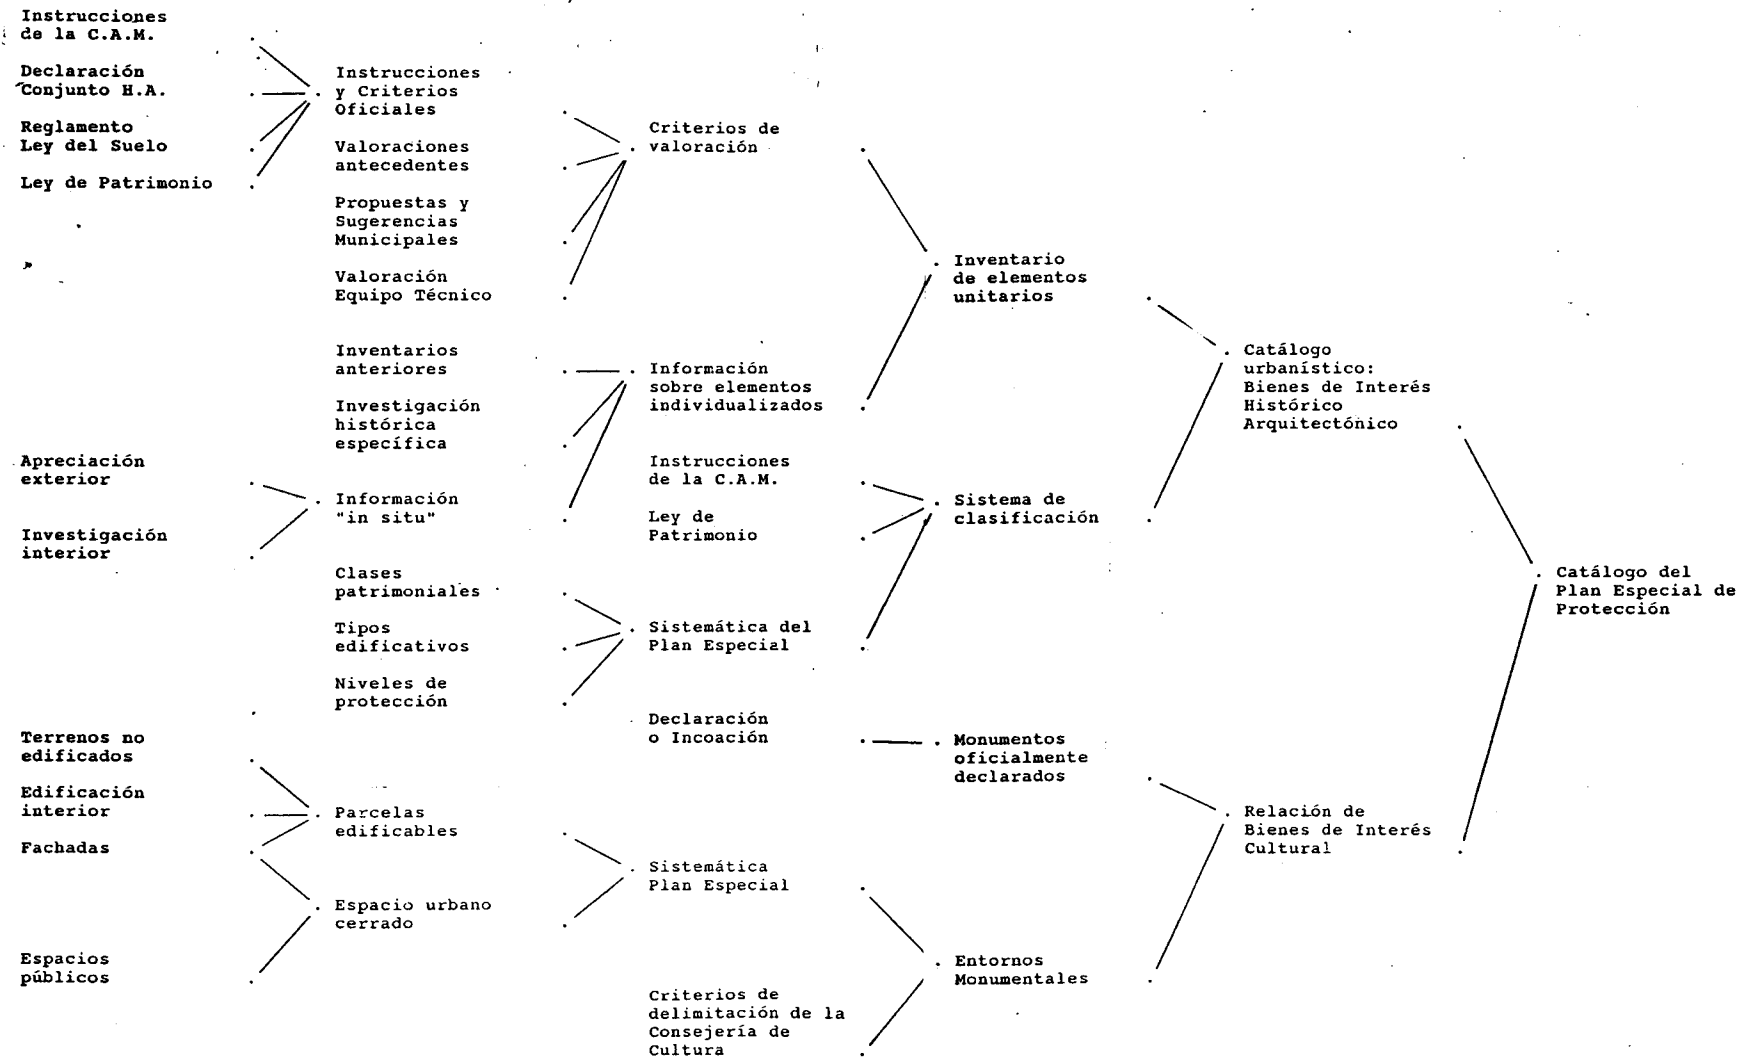 Instrucciones
de la C.A.M.
Declaración
Conjunto H.A.
Reglamento
Ley del Suelo
Ley de Patrimonio
Apreciación
exterior
Investigación
interior
Terrenos no
edificados
Edificación
interior
Fachadas
Espacios
públicos
Instrucciones
y Criterios
Oficiales
Valoraciones
antecedentes
Propuestas y
Sugerencias
Municipales
Valoración
Equipo Técnico
Inventarios
anteriores
Investigación
histórica
específica
Información
"in situ"
Clases
patrimoniales
Tipos
edificativos
Niveles de
protección
Parcelas
edificables
Espacio urbano
cerrado
Criterios de
valoración
Información
sobre elementos
individualizados
Instrucciones
de la C.A.M.
Ley de
Patrimonio
Sistemática del
Plan Especial
Declaración
o Incoación
Sistemática
Plan Especial
Criterios de
delimitación de la
Consejería de
Cultura
Inventario
de elementos
unitarios
Sistema de
clasificación
Monumentos
oficialmente
declarados
Entornos
Monumentales
Catálogo
urbanístico:
Bienes de Interés
Histórico
Arquitectónico
Relación de
Bienes de Interés
Cultural
Catálogo del
Plan Especial de
Protección